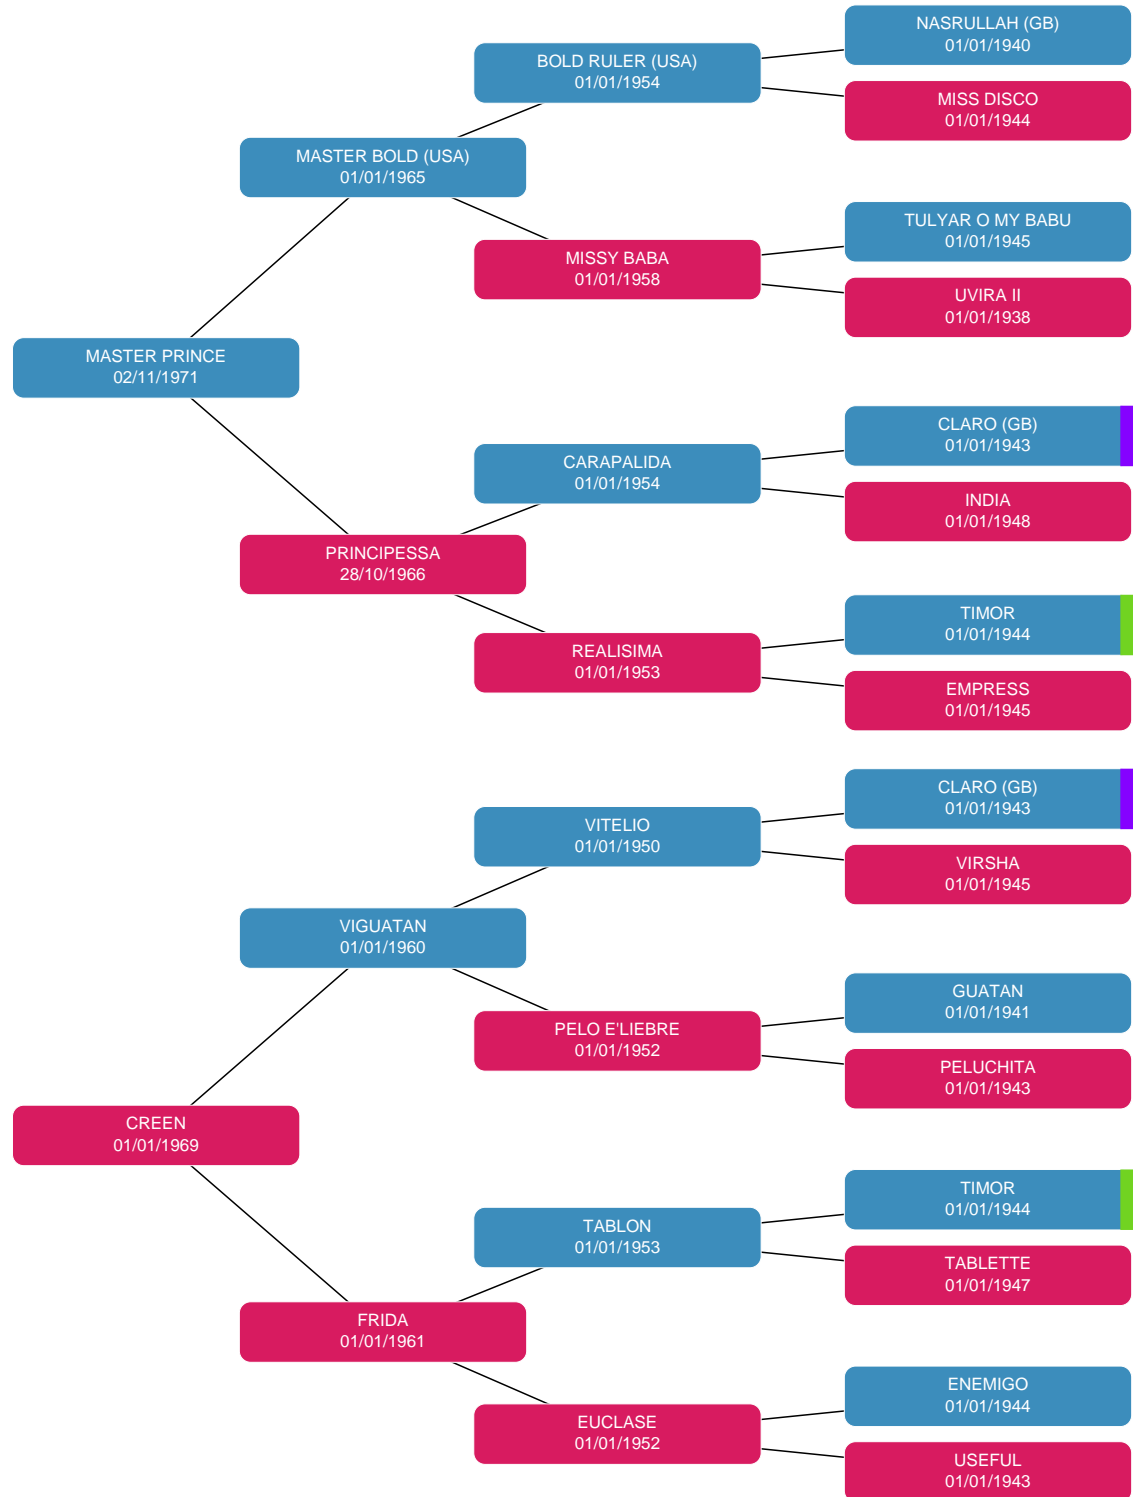 NASRULLAH (GB)
01/01/1940
BOLD RULER (USA)
01/01/1954
MISS DISCO
01/01/1944
MASTER BOLD (USA)
01/01/1965
TULYAR O MY BABU
01/01/1945
MISSY BABA
01/01/1958
UVIRA II
01/01/1938
MASTER PRINCE
02/11/1971
CLARO (GB)
01/01/1943
CARAPALIDA
01/01/1954
INDIA
01/01/1948
PRINCIPESSA
28/10/1966
TIMOR
01/01/1944
REALISIMA
01/01/1953
EMPRESS
01/01/1945
CLARO (GB)
01/01/1943
VITELIO
01/01/1950
VIRSHA
01/01/1945
VIGUATAN
01/01/1960
GUATAN
01/01/1941
PELO E'LIEBRE
01/01/1952
PELUCHITA
01/01/1943
CREEN
01/01/1969
TIMOR
01/01/1944
TABLON
01/01/1953
TABLETTE
01/01/1947
FRIDA
01/01/1961
ENEMIGO
01/01/1944
EUCLASE
01/01/1952
USEFUL
01/01/1943